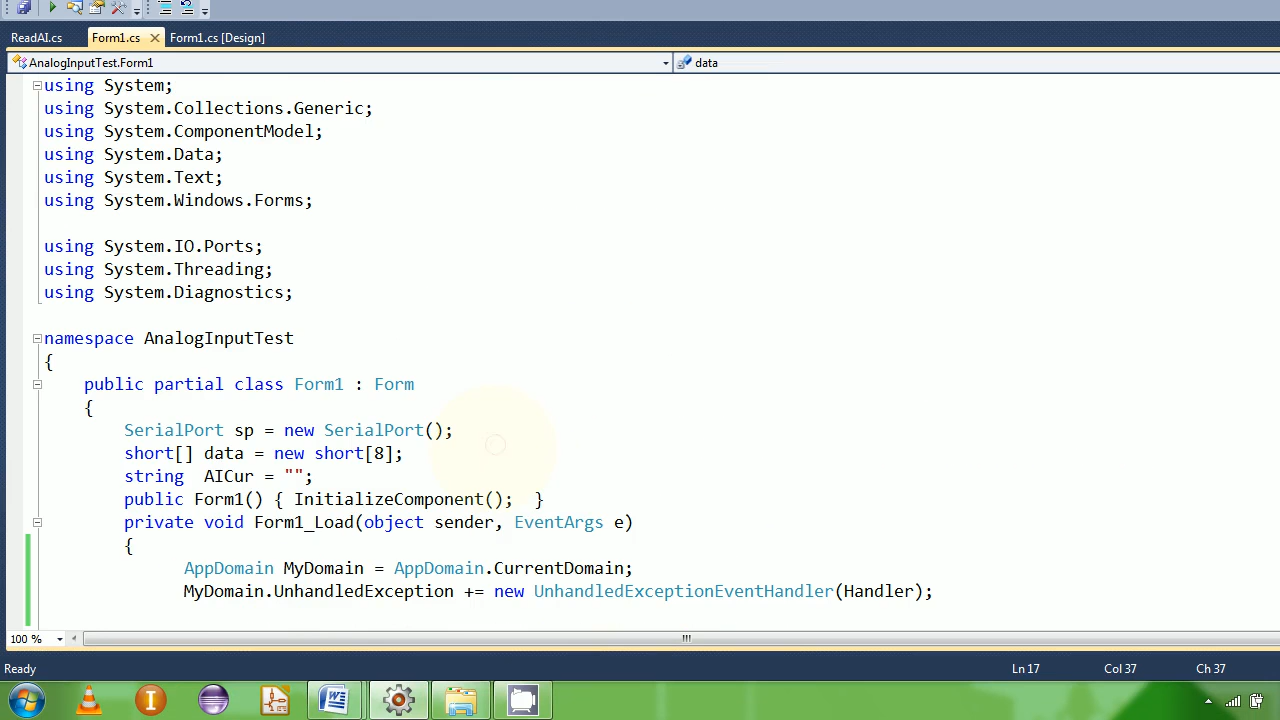 ReadAI.cs Form1.cs Form1.cs [Design]
AnalogInputTest.Form1 data
using System;
using System.Collections.Generic;
using System.ComponentModel;
using System.Data;
using System.Text;
using System.Windows.Forms;
using System.IO.Ports;
using System.Threading;
using System.Diagnostics;
namespace AnalogInputTest
{
public partial class Form1 : Form
{
SerialPort sp = new SerialPort();
short[] data = new short[8];
string  AICur = "";
public Form1() { InitializeComponent();  }
private void Form1_Load(object sender, EventArgs e)
{
AppDomain MyDomain = AppDomain.CurrentDomain;
MyDomain.UnhandledException += new UnhandledExceptionEventHandler(Handler);
100 %
Ready Ln 17 Col 37 Ch 37